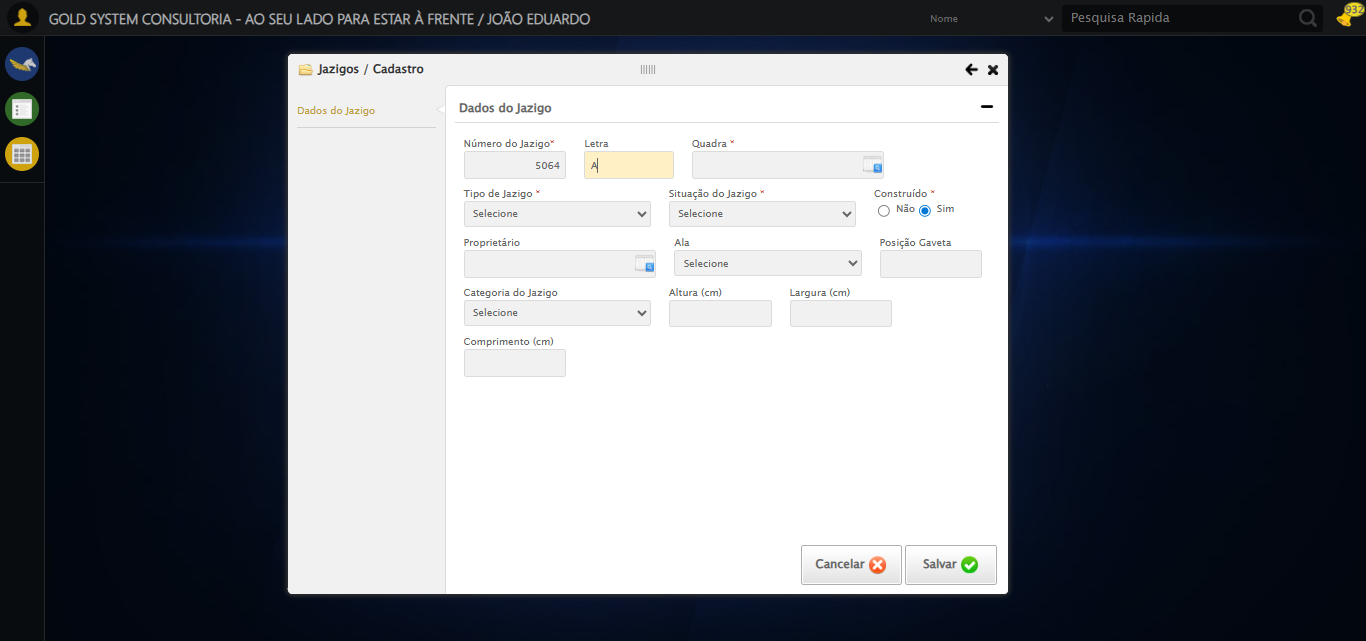 GOLD SYSTEM CONSULTORIA - AO SEU LADO PARA ESTAR À FRENTE / JOÃO EDUARDO
Nome
Pesquisa Rapida
932
Jazigos / Cadastro
Dados do Jazigo
Dados do Jazigo
Número do Jazigo* Letra Quadra *
5064 A
Tipo de Jazigo * Situação do Jazigo * Construído *
Selecione Selecione Não Sim
Proprietário Ala Posição Gaveta
Selecione
Categoria do Jazigo Altura (cm) Largura (cm)
Selecione
Comprimento (cm)
Cancelar Salvar